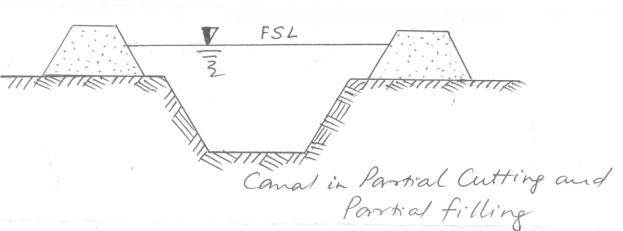 FSL
Canal in Partial Cutting and
Partial filling